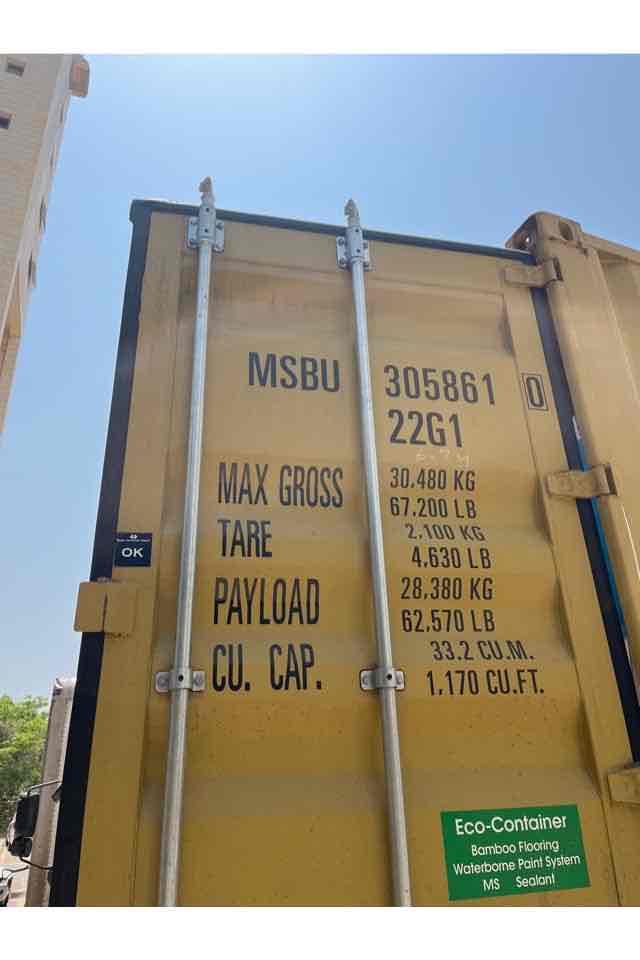 MSBU 305861 0
22G1
MAX GROSS 30.480 KG
67.200 LB
TARE 2.100 KG
4,630 LB
PAYLOAD 28,380 KG
62,570 LB
CU. CAP. 33.2 CU.M.
1,170 CU.FT.
OK
Eco-Container
Bamboo Flooring
Waterborne Paint System
MS Sealant